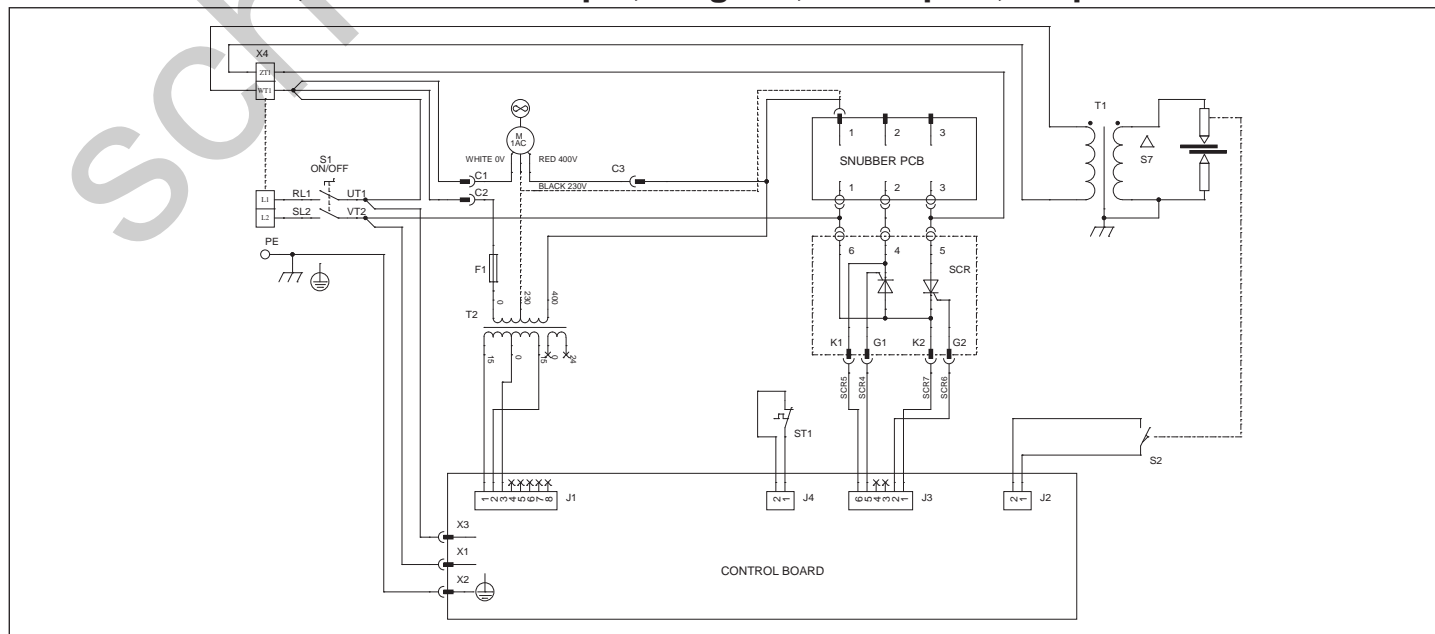 sch
X4
ZT1
WT1
T1
S7
M
1AC
1 2 3
SNUBBER PCB
1 2 3
WHITE 0V
RED 400V
C1
C3
BLACK 230V
C2
S1
ON/OFF
L1 RL1 UT1
L2 SL2 VT2
PE
6 4 5
SCR
F1
0 230 400
T2
15 0 15 0 24
K1 G1 K2 G2
SCR5 SCR4 SCR7 SCR6
ST1
S2
1 2 3 4 5 6 7 8 J1
2 1 J4
6 5 4 3 2 1 J3
2 1 J2
X3
X1
CONTROL BOARD
X2